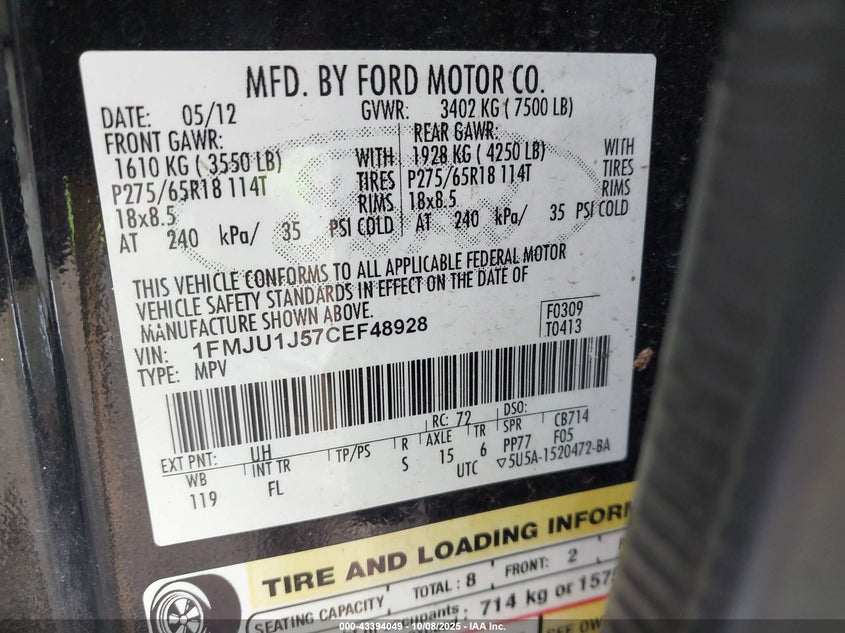 MFD. BY FORD MOTOR CO.
DATE: 05/12 GVWR: 3402 KG ( 7500 LB)
FRONT GAWR: REAR GAWR:
1610 KG ( 3550 LB) WITH 1928 KG ( 4250 LB) WITH
P275/65R18 114T TIRES P275/65R18 114T TIRES
18x8.5 RIMS 18x8.5 RIMS
AT 240 kPa/ 35 PSI COLD AT 240 kPa/ 35 PSI COLD
THIS VEHICLE CONFORMS TO ALL APPLICABLE FEDERAL MOTOR
VEHICLE SAFETY STANDARDS IN EFFECT ON THE DATE OF
MANUFACTURE SHOWN ABOVE.
F0309
VIN: 1FMJU1J57CEF48928
T0413
TYPE: MPV
EXT PNT: UH RC: 72 DSO:
WB INT TR TP/PS R AXLE TR SPR CB714
119 FL S 15 6 PP77 F05
UTC ▽5U5A-1520472-BA
TIRE AND LOADING INFORM
SEATING CAPACITY TOTAL : 8 FRONT: 2
714 kg or 1575
SEE OW
000-43394049 - 10/08/2025 - IAA Inc.